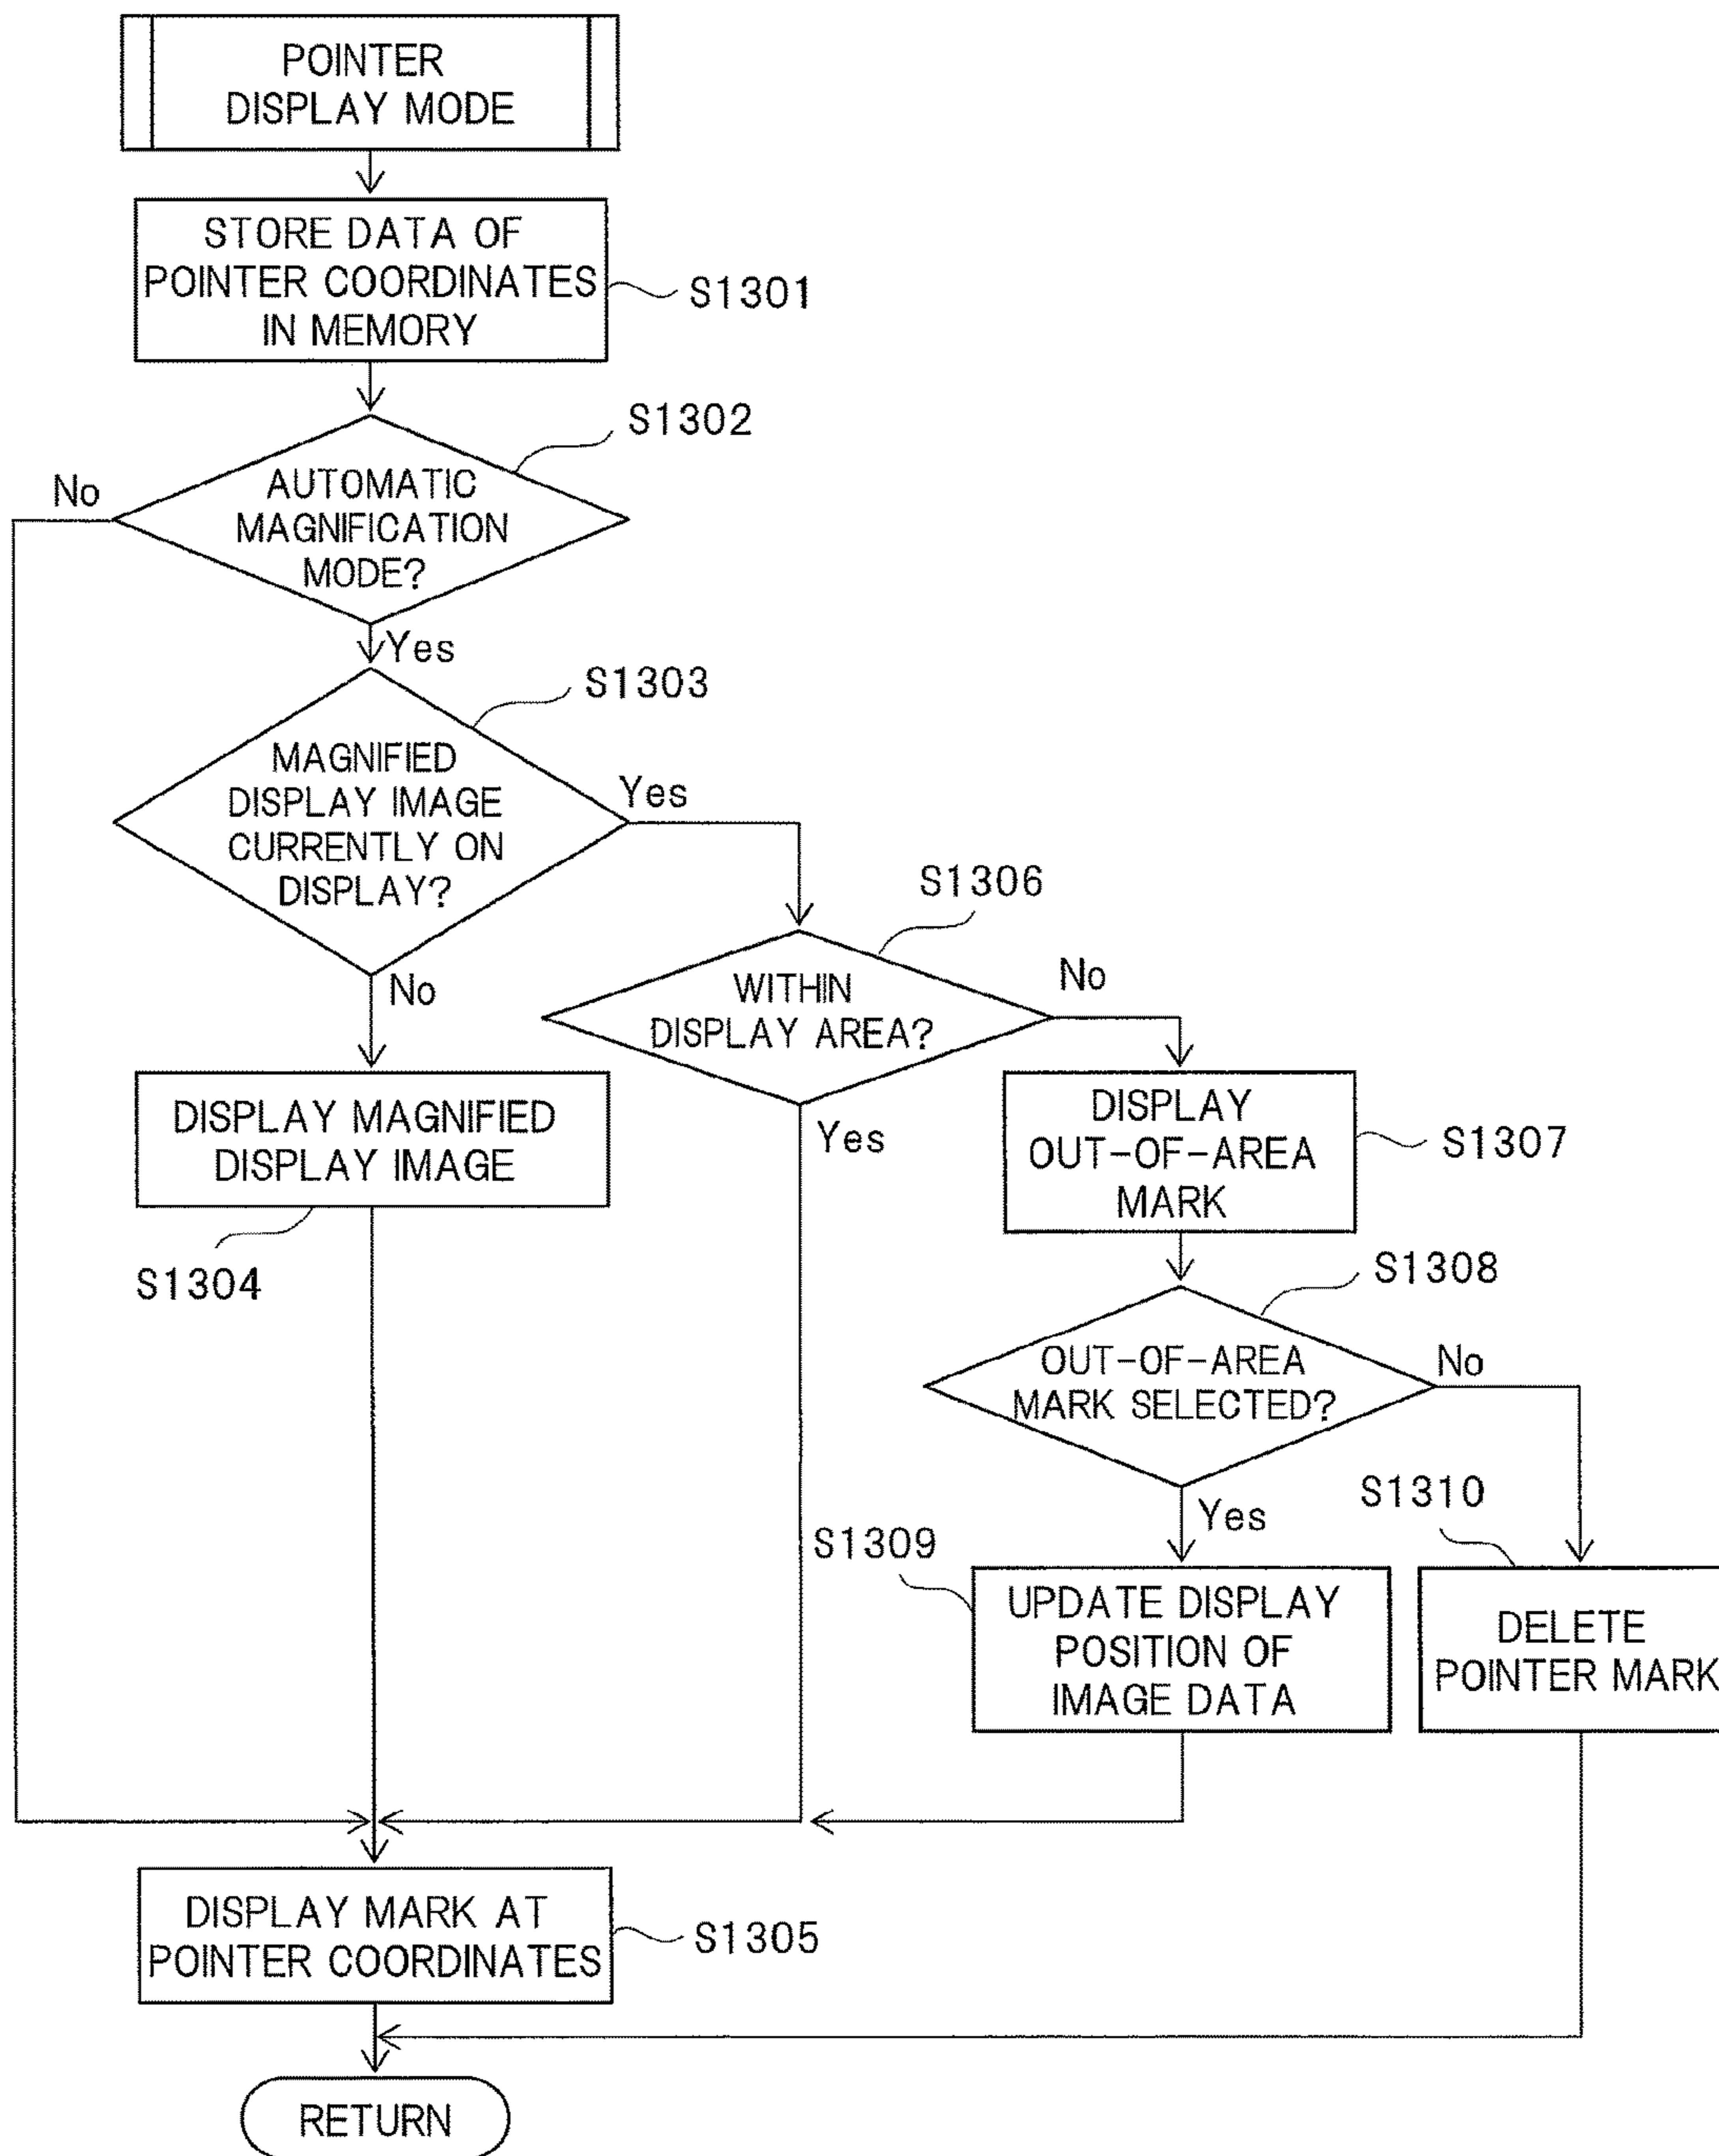 POINTER
DISPLAY MODE
STORE DATA OF
POINTER COORDINATES
IN MEMORY
S1301
S1302
No
AUTOMATIC
MAGNIFICATION
MODE?
Yes
S1303
MAGNIFIED
DISPLAY IMAGE
CURRENTLY ON
DISPLAY?
Yes
No
S1306
WITHIN
DISPLAY AREA?
No
Yes
DISPLAY MAGNIFIED
DISPLAY IMAGE
S1304
DISPLAY
OUT-OF-AREA
MARK
S1307
S1308
OUT-OF-AREA
MARK SELECTED?
No
Yes
S1309
UPDATE DISPLAY
POSITION OF
IMAGE DATA
S1310
DELETE
POINTER MARK
DISPLAY MARK AT
POINTER COORDINATES
S1305
RETURN